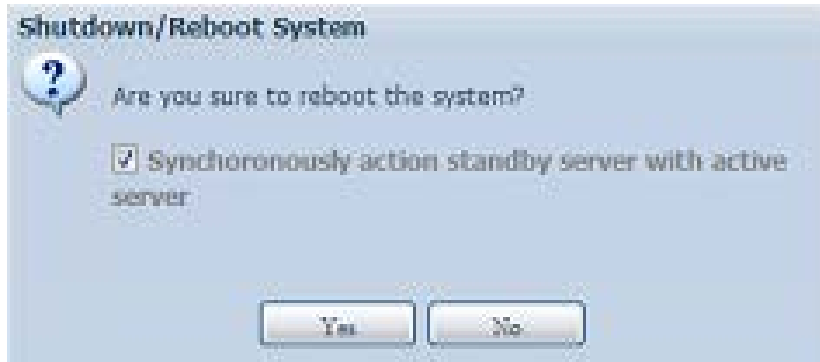 Shutdown/Reboot System
Are you sure to reboot the system?
Synchoronously action standby server with active
server
Yes
No